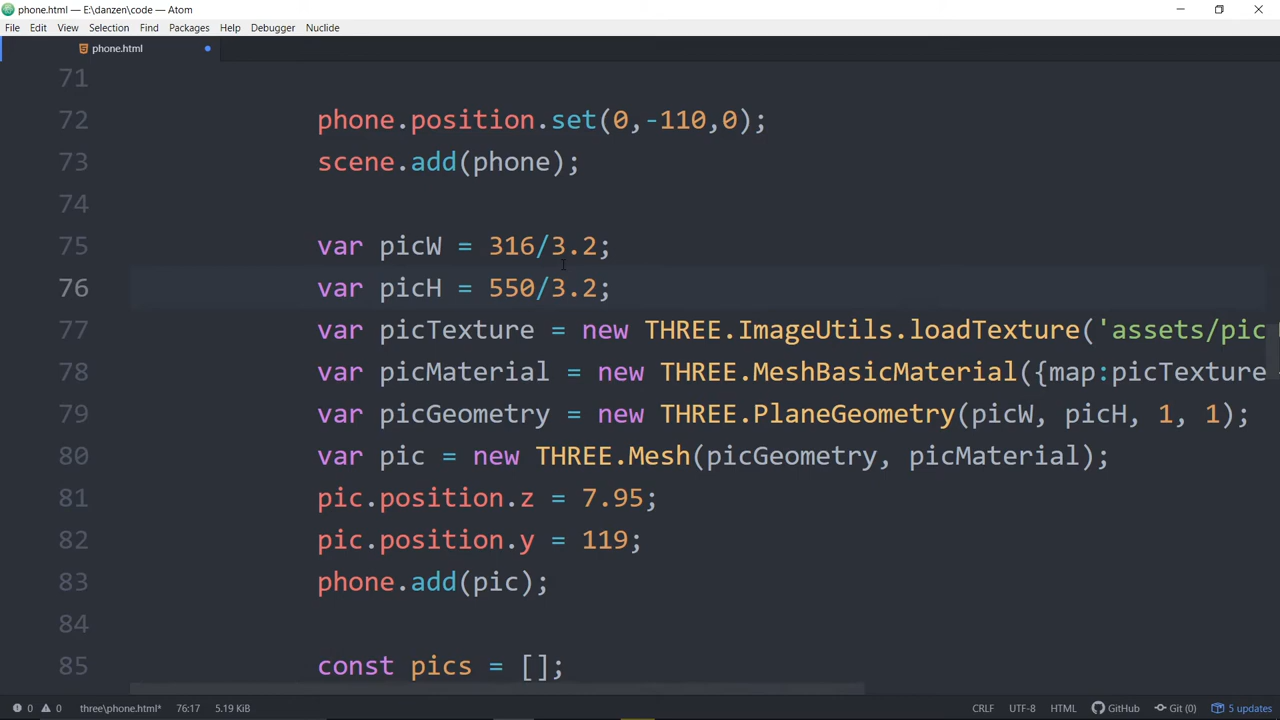 phone.html — E:\danzen\code — Atom
File Edit View Selection Find Packages Help Debugger Nuclide
phone.html
71
72 phone.position.set(0,-110,0);
73 scene.add(phone);
74
75 var picW = 316/3.2;
76 var picH = 550/3.2;
77 var picTexture = new THREE.ImageUtils.loadTexture('assets/pic
78 var picMaterial = new THREE.MeshBasicMaterial({map:picTexture
79 var picGeometry = new THREE.PlaneGeometry(picW, picH, 1, 1);
80 var pic = new THREE.Mesh(picGeometry, picMaterial);
81 pic.position.z = 7.95;
82 pic.position.y = 119;
83 phone.add(pic);
84
85 const pics = [];
0 0 three\phone.html* 76:17 5.19 KiB CRLF UTF-8 HTML GitHub Git (0) 5 updates